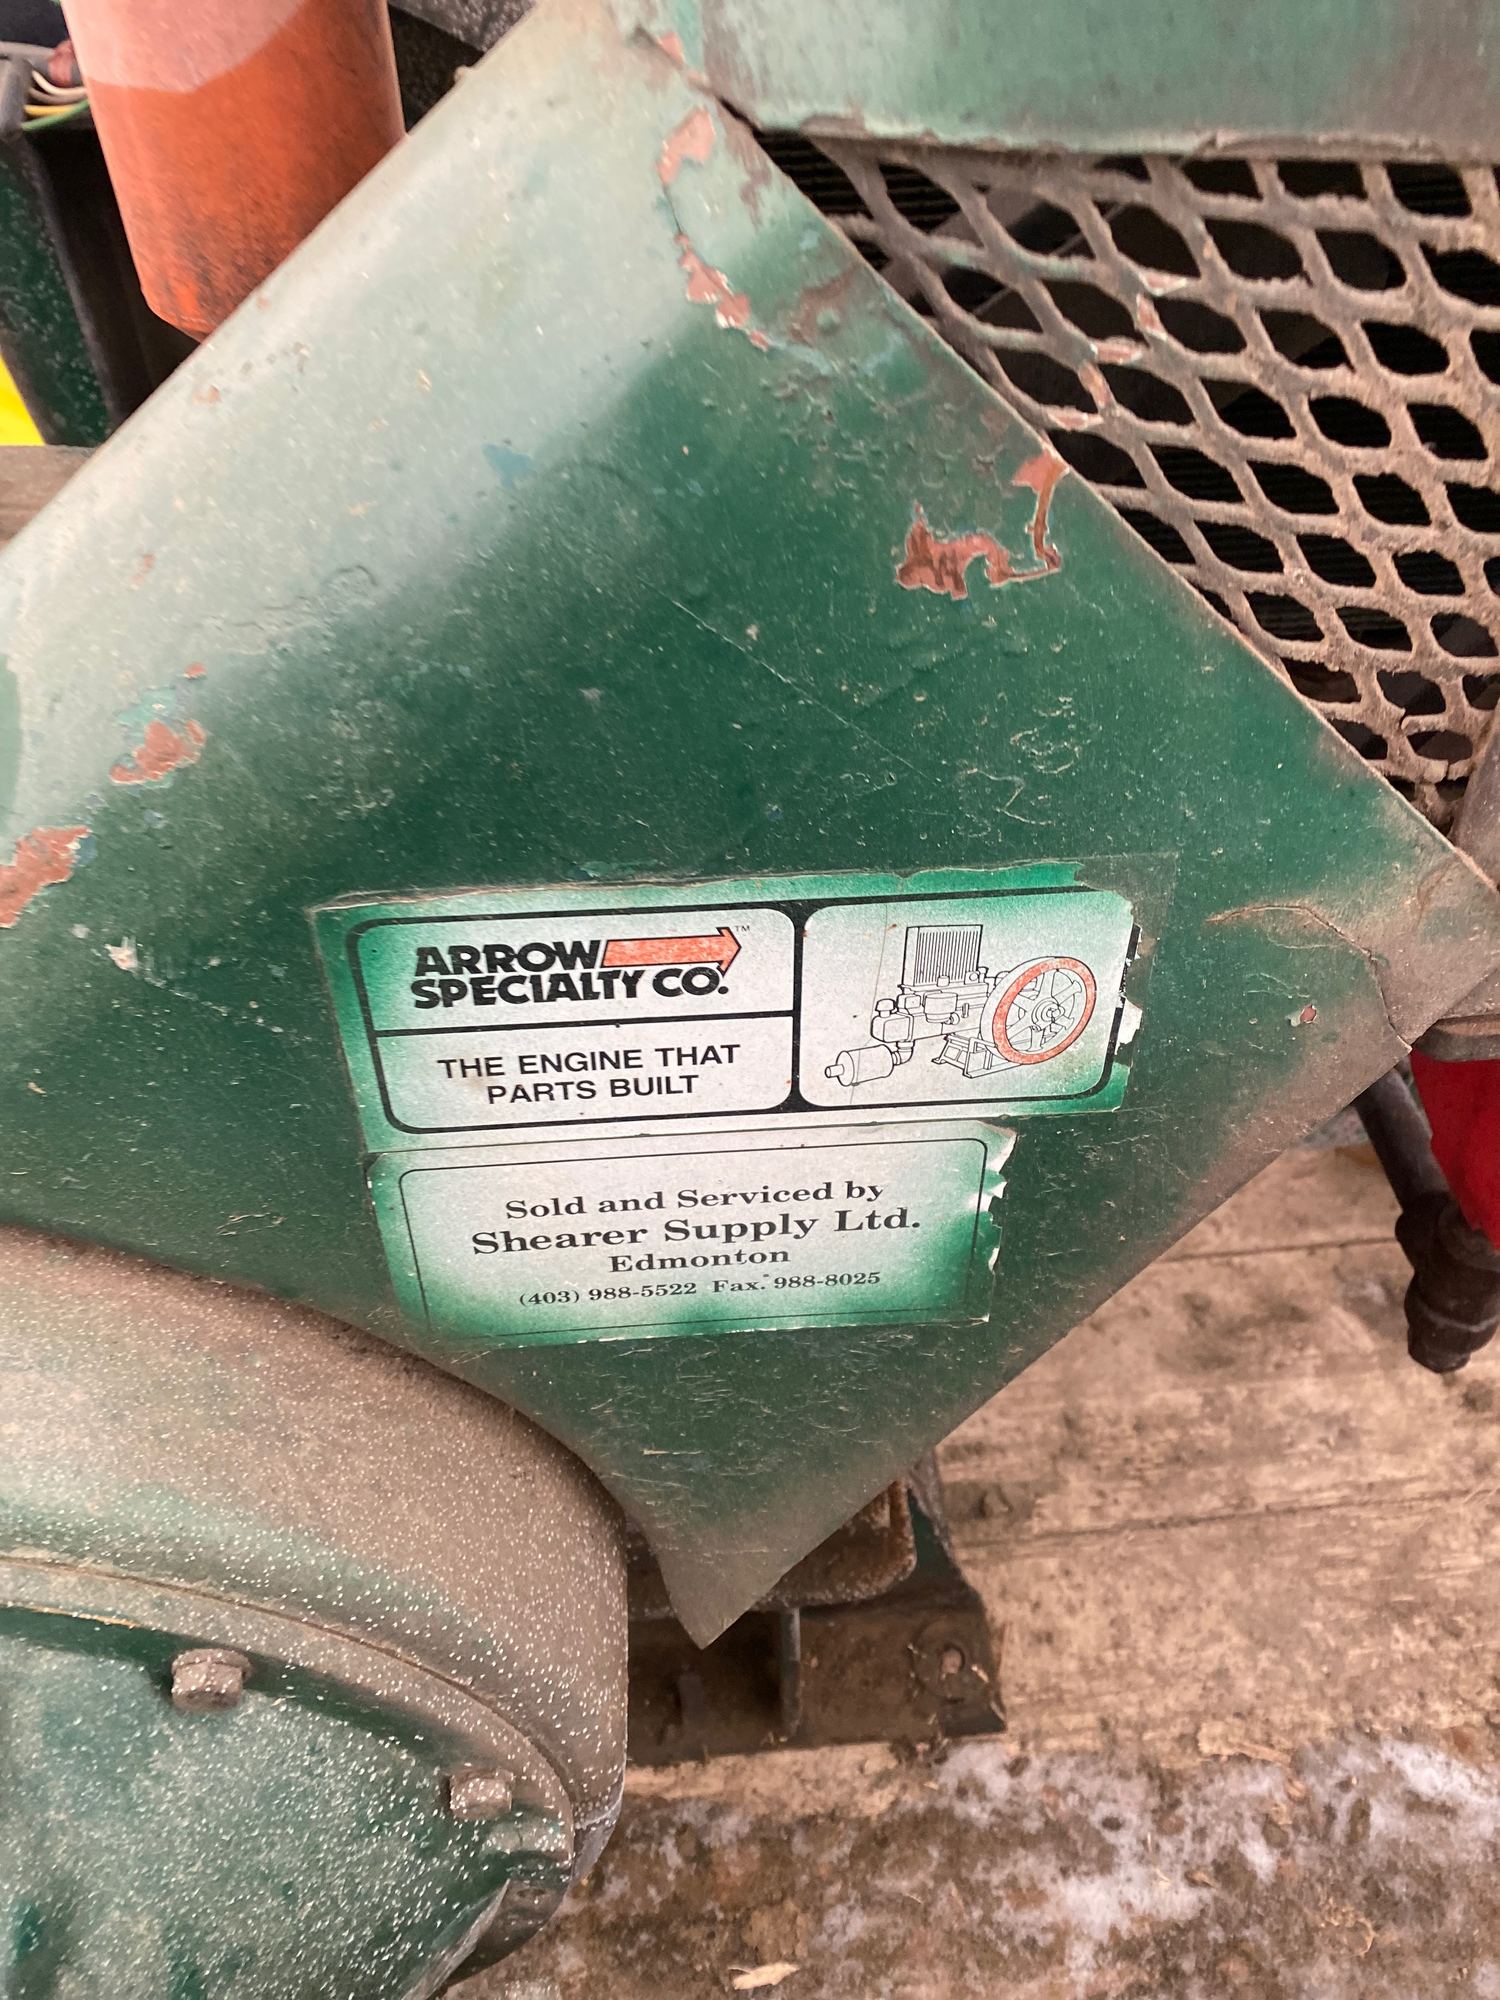 ARROW
SPECIALTY CO.™
THE ENGINE THAT
PARTS BUILT
Sold and Serviced by
Shearer Supply Ltd.
Edmonton
(403) 988-5522 Fax. 988-8025